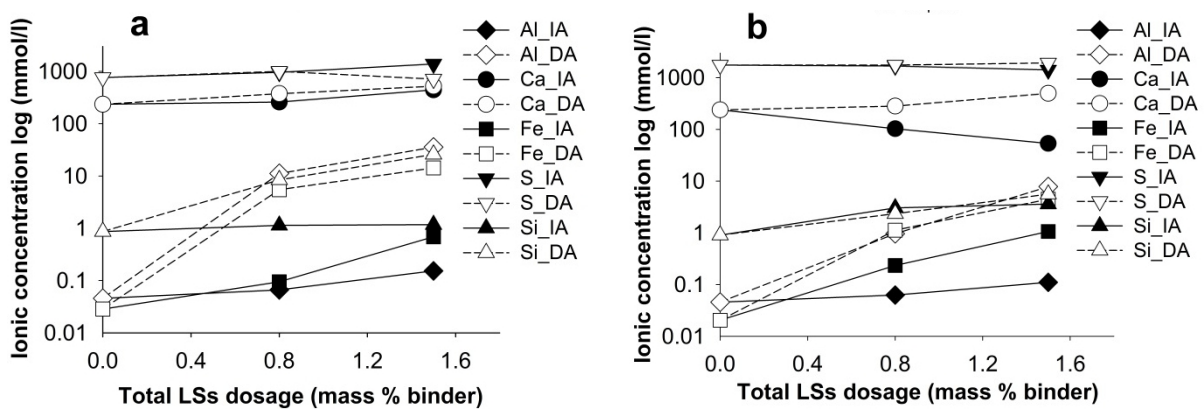 a
Ionic concentration log (mmol/l)
1000
100
10
1
0.1
0.01
0.0 0.4 0.8 1.2 1.6
Total LSs dosage (mass % binder)
Al_IA
Al_DA
Ca_IA
Ca_DA
Fe_IA
Fe_DA
S_IA
S_DA
Si_IA
Si_DA
b
Ionic concentration log (mmol/l)
1000
100
10
1
0.1
0.01
0.0 0.4 0.8 1.2 1.6
Total LSs dosage (mass % binder)
Al_IA
Al_DA
Ca_IA
Ca_DA
Fe_IA
Fe_DA
S_IA
S_DA
Si_IA
Si_DA